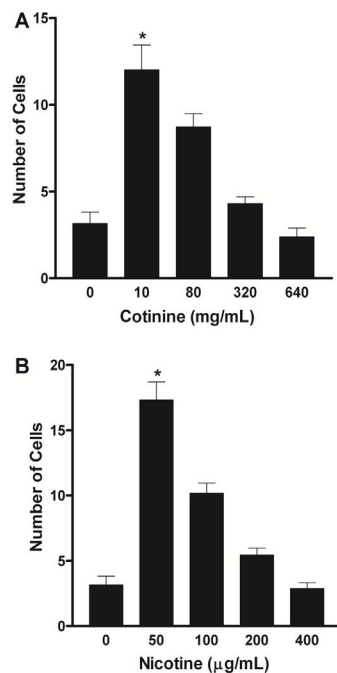 A
15
*
10
5
0
Number of Cells
0 10 80 320 640
Cotinine (mg/mL)
B
20
*
15
10
5
0
Number of Cells
0 50 100 200 400
Nicotine (μg/mL)